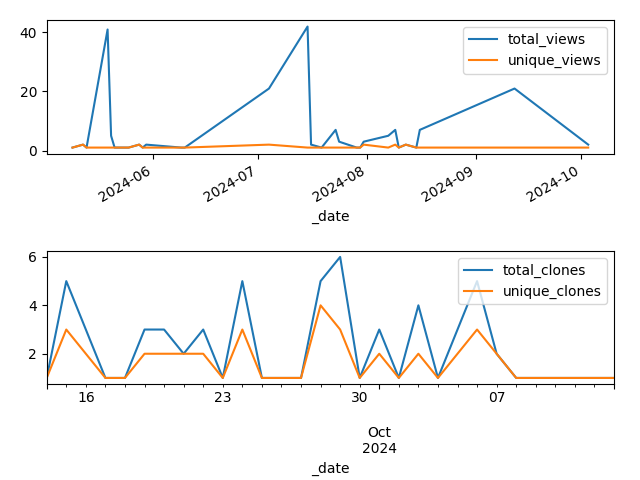 40
20
0
total_views
unique_views
2024-06
2024-07
2024-08
2024-09
2024-10
_date
6
4
2
total_clones
unique_clones
16
23
30
07
Oct
2024
_date